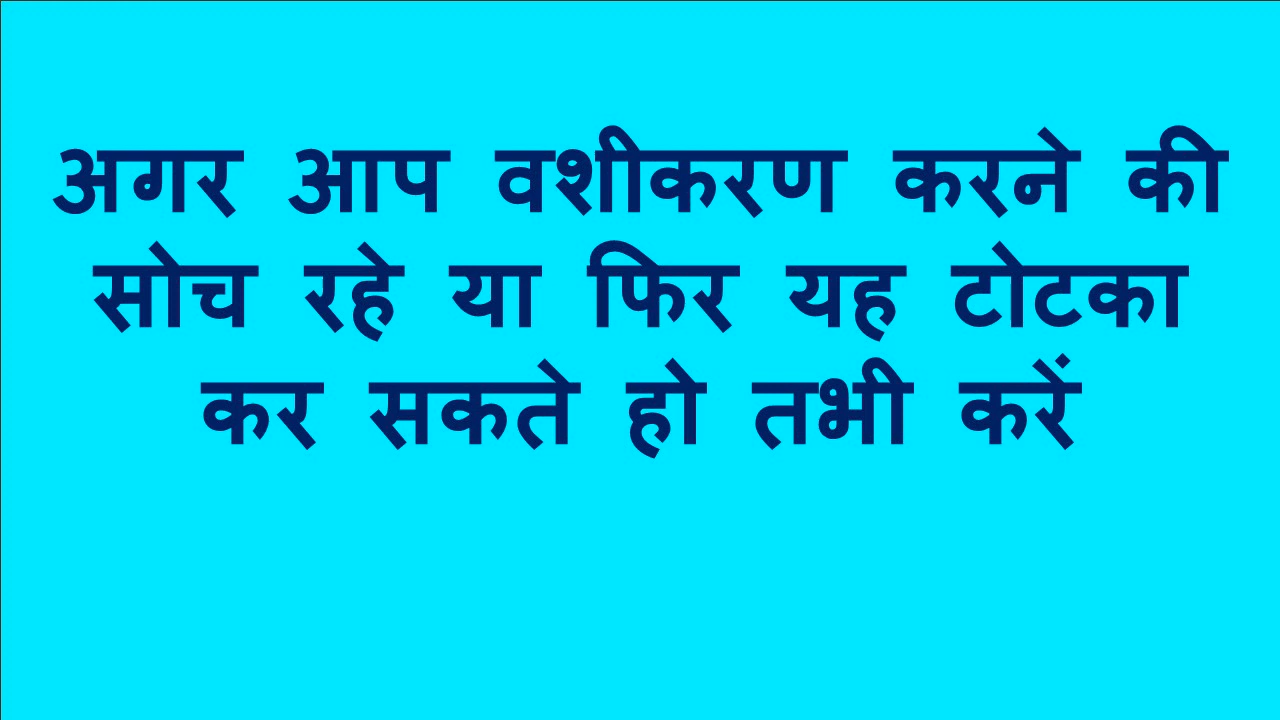 अगर आप वशीकरण करने की
सोच रहे या फिर यह टोटका
कर सकते हो तभी करें